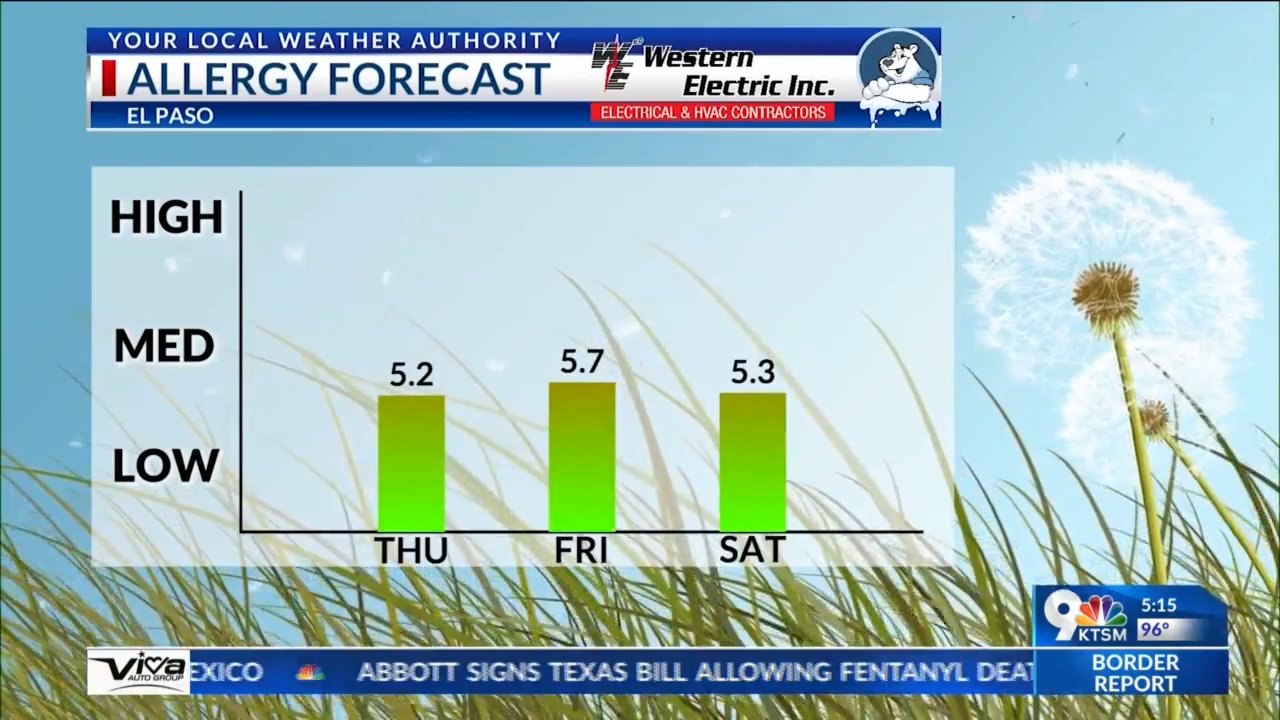 YOUR LOCAL WEATHER AUTHORITY
ALLERGY FORECAST
EL PASO
WE
Western
Electric Inc.
ELECTRICAL & HVAC CONTRACTORS
HIGH
MED
LOW
5.2
5.7
5.3
THU
FRI
SAT
9
KTSM
5:15
96°
BORDER
REPORT
Viva
AUTO GROUP
EXICO
ABBOTT SIGNS TEXAS BILL ALLOWING FENTANYL DEAT